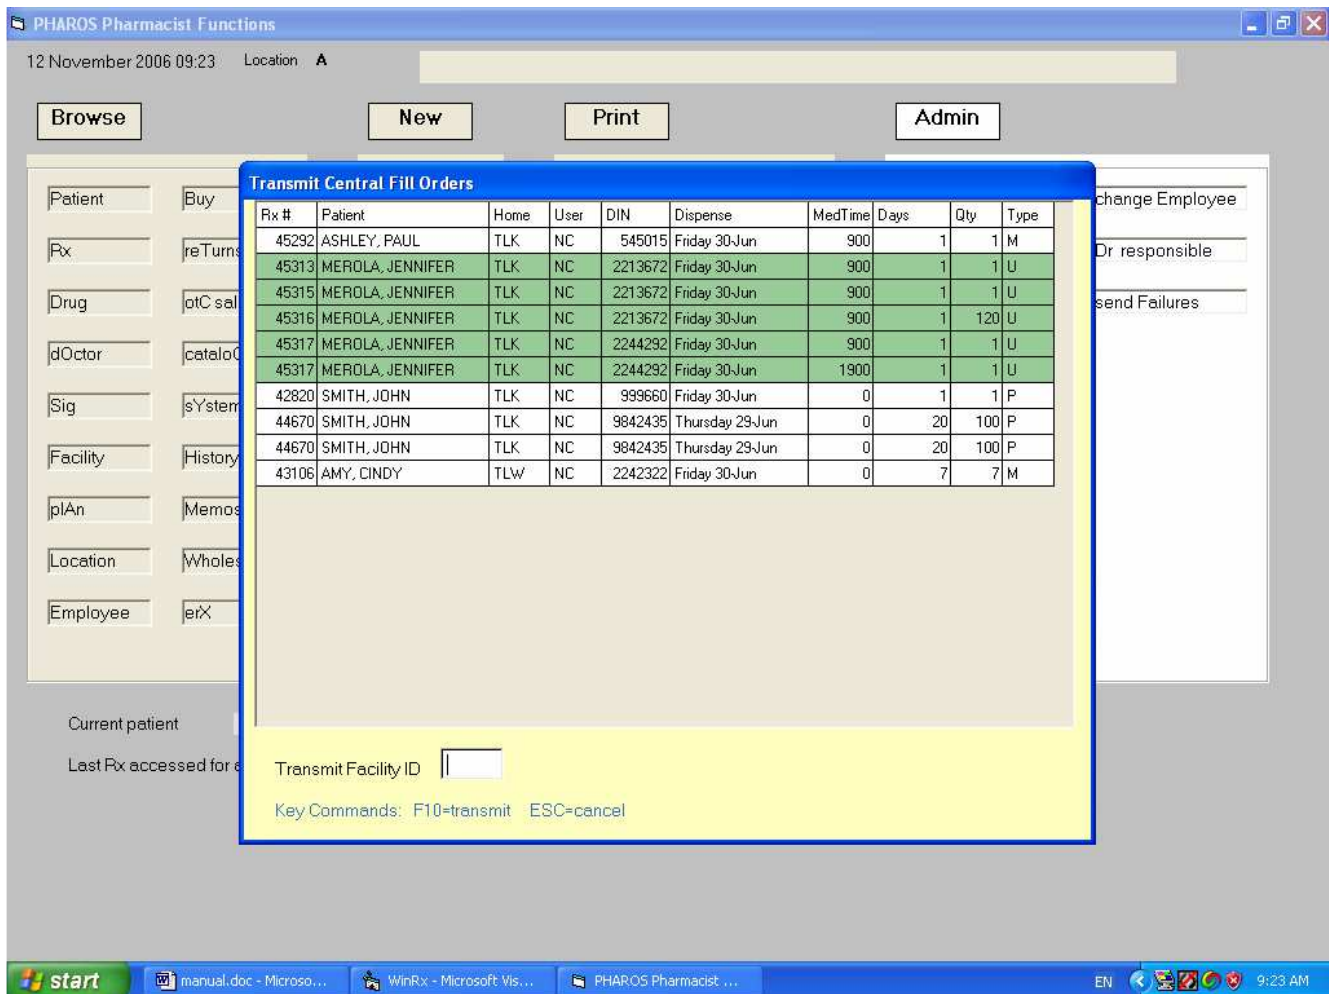 PHAROS Pharmacist Functions
12 November 2006 09:23 Location A
Browse New Print Admin
Transmit Central Fill Orders
Patient Buy change Employee
Rx # Patient Home User DIN Dispense MedTime Days Qty Type
45292 ASHLEY, PAUL TLK NC 545015 Friday 30-Jun 900 1 1 M
Rx reTurns Dr responsible
45313 MEROLA, JENNIFER TLK NC 2213672 Friday 30-Jun 900 1 1 U
45315 MEROLA, JENNIFER TLK NC 2213672 Friday 30-Jun 900 1 1 U
Drug otC sal send Failures
45316 MEROLA, JENNIFER TLK NC 2213672 Friday 30-Jun 900 1 120 U
45317 MEROLA, JENNIFER TLK NC 2244292 Friday 30-Jun 900 1 1 U
dOctor
45317 MEROLA, JENNIFER TLK NC 2244292 Friday 30-Jun 1900 1 1 U
42820 SMITH, JOHN TLK NC 999660 Friday 30-Jun 0 1 1 P
Sig sYstem
44670 SMITH, JOHN TLK NC 9842435 Thursday 29-Jun 0 20 100 P
44670 SMITH, JOHN TLK NC 9842435 Thursday 29-Jun 0 20 100 P
Facility History
43106 AMY, CINDY TLW NC 2242322 Friday 30-Jun 0 7 7 M
plAn Memos
Location Wholes
Employee erX
Current patient
Last Rx accessed for
Transmit Facility ID
Key Commands: F10=transmit ESC=cancel
start manual.doc - Microso... WinRx - Microsoft Vis... PHAROS Pharmacist ... EN 9:23 AM